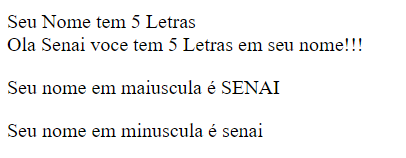 Seu Nome tem 5 Letras
Ola Senai voce tem 5 Letras em seu nome!!!
Seu nome em maiuscula é SENAI
Seu nome em minuscula é senai